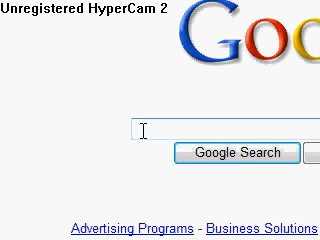 Unregistered HyperCam 2
Goo
Google Search
Advertising Programs - Business Solutions